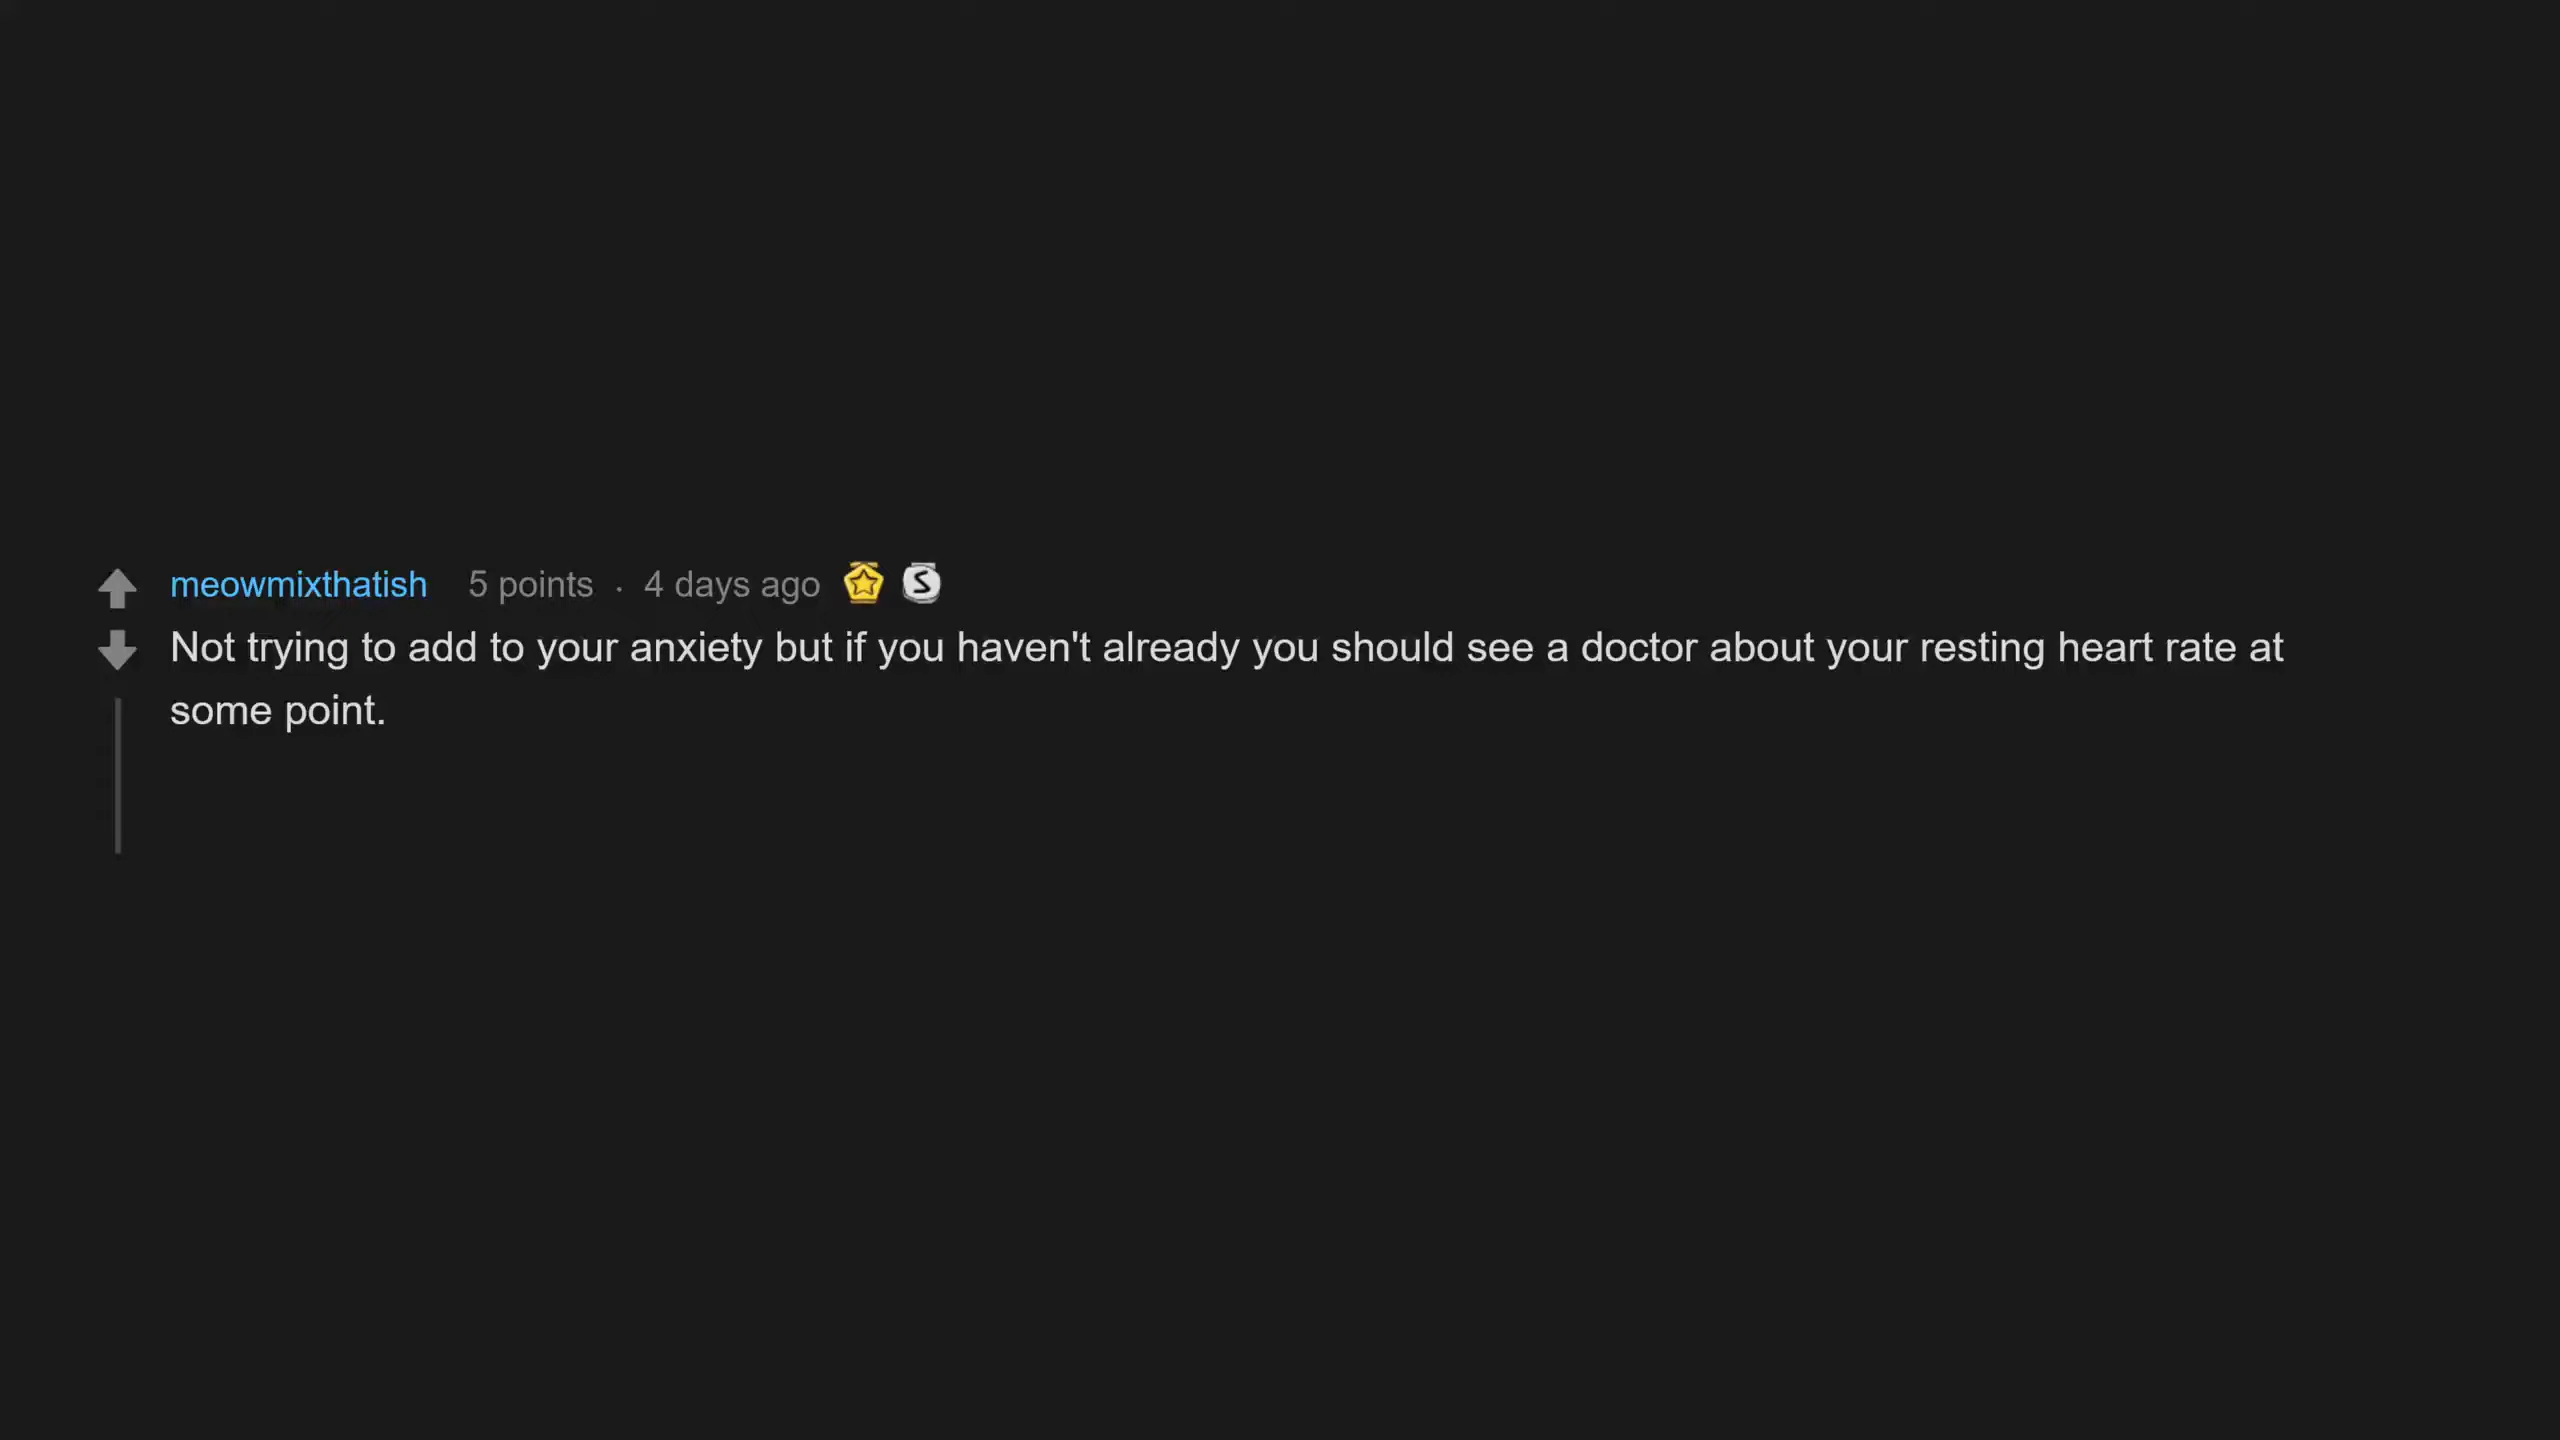 meowmixthatish 5 points · 4 days ago S
Not trying to add to your anxiety but if you haven't already you should see a doctor about your resting heart rate at
some point.